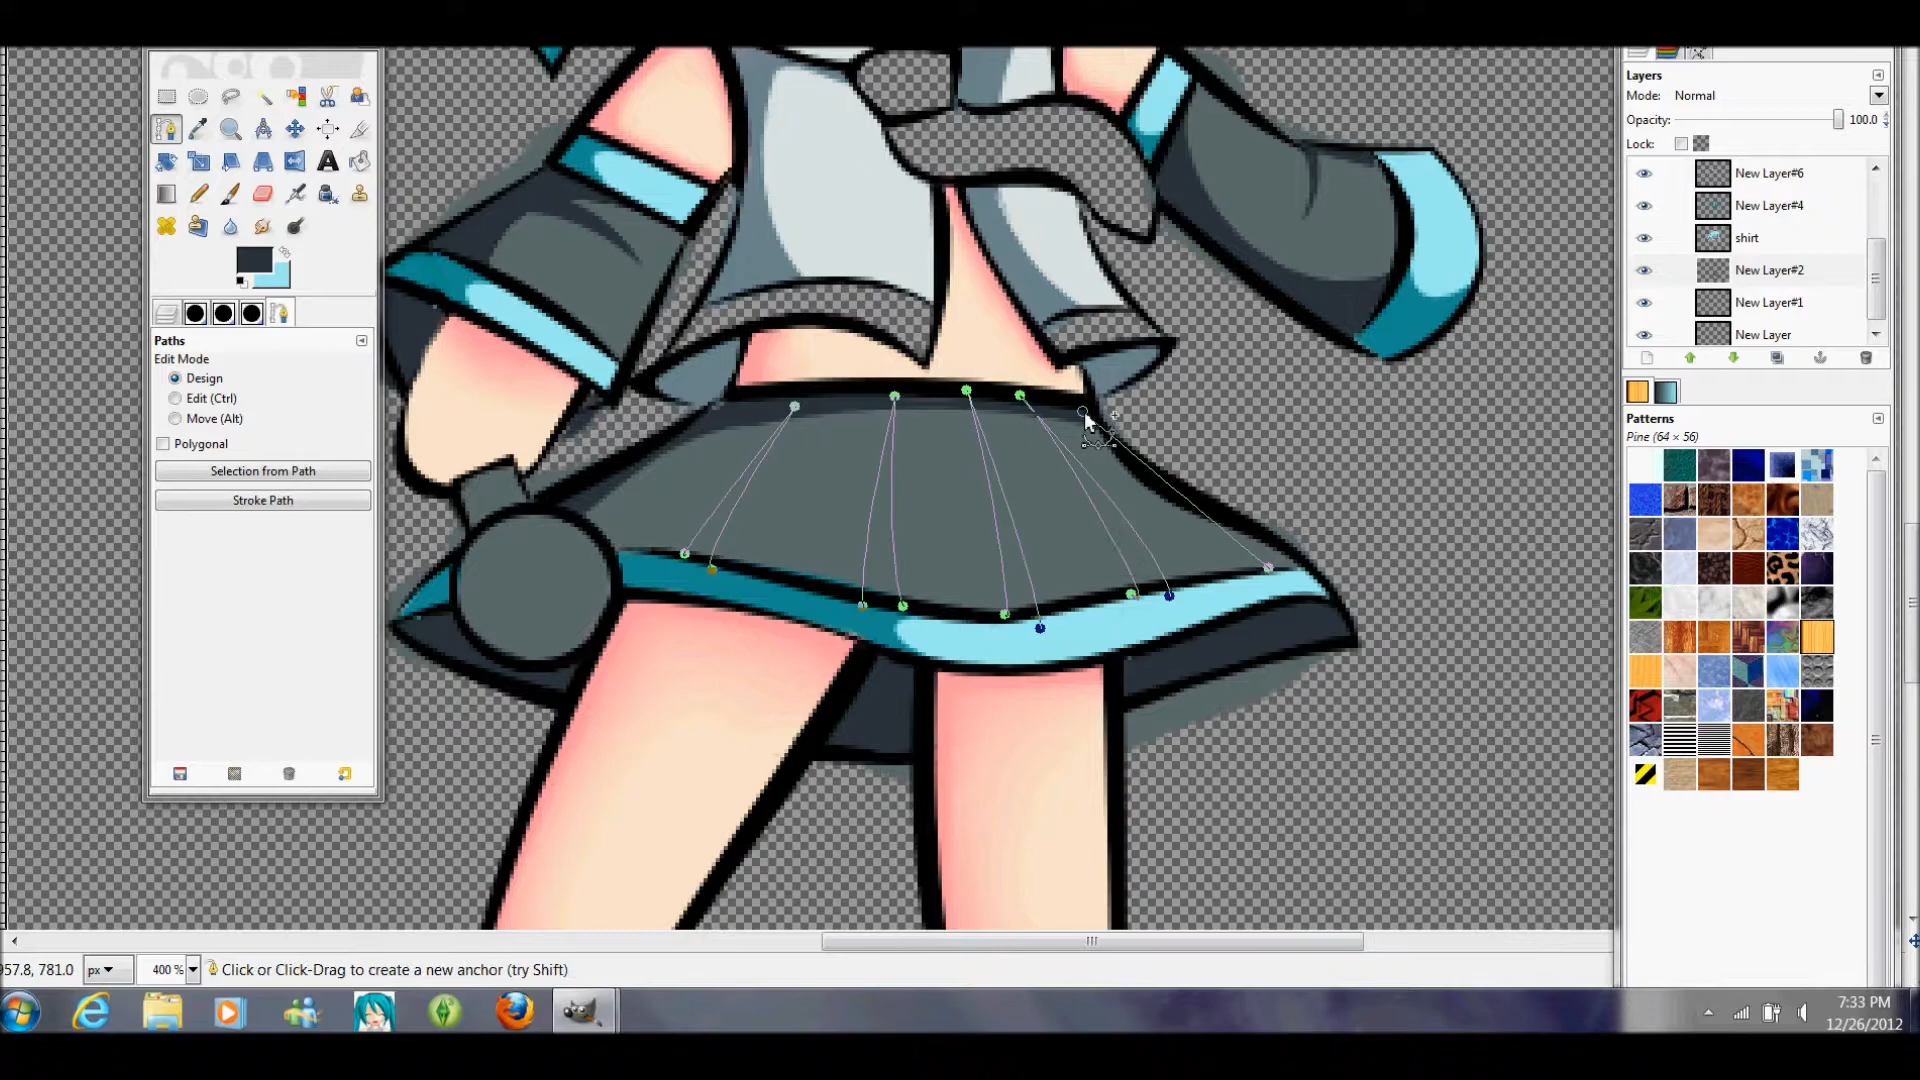 Layers
Mode: Normal
Opacity: 100.0
Lock:
New Layer#6
New Layer#4
shirt
New Layer#2
New Layer#1
New Layer
Paths
Edit Mode
Design
Edit (Ctrl)
Move (Alt)
Polygonal
Selection from Path
Stroke Path
Patterns
Pine (64 × 56)
957.8, 781.0 px 400 % Click or Click-Drag to create a new anchor (try Shift)
7:33 PM
12/26/2012